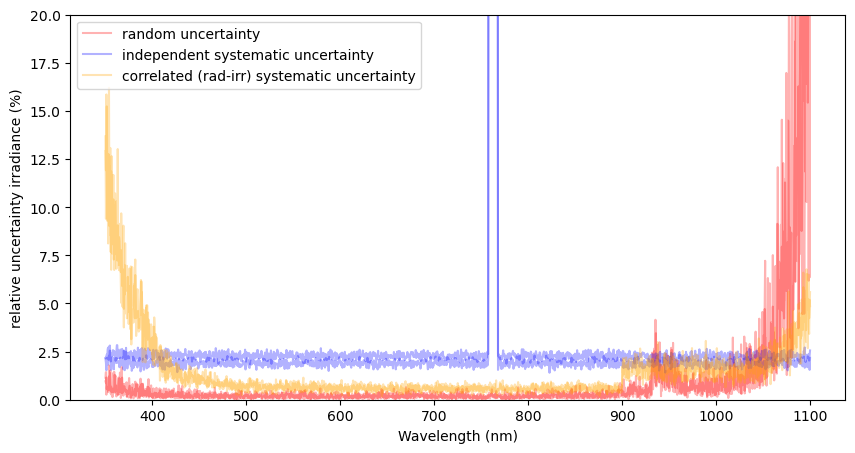 20.0
17.5
15.0
12.5
10.0
7.5
5.0
2.5
0.0
relative uncertainty irradiance (%)
random uncertainty
independent systematic uncertainty
correlated (rad-irr) systematic uncertainty
400 500 600 700 800 900 1000 1100
Wavelength (nm)